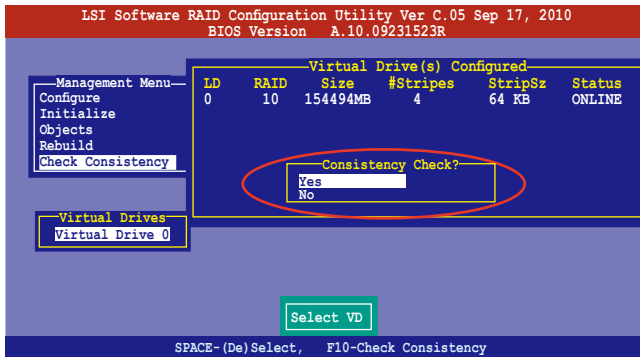 LSI Software RAID Configuration Utility Ver C.05 Sep 17, 2010
BIOS Version A.10.09231523R
Virtual Drive(s) Configured
LD RAID Size #Stripes StripSz Status
0 10 154494MB 4 64 KB ONLINE
Management Menu
Configure
Initialize
Objects
Rebuild
Check Consistency
Consistency Check?
Yes
No
Virtual Drives
Virtual Drive 0
Select VD
SPACE-(De)Select, F10-Check Consistency